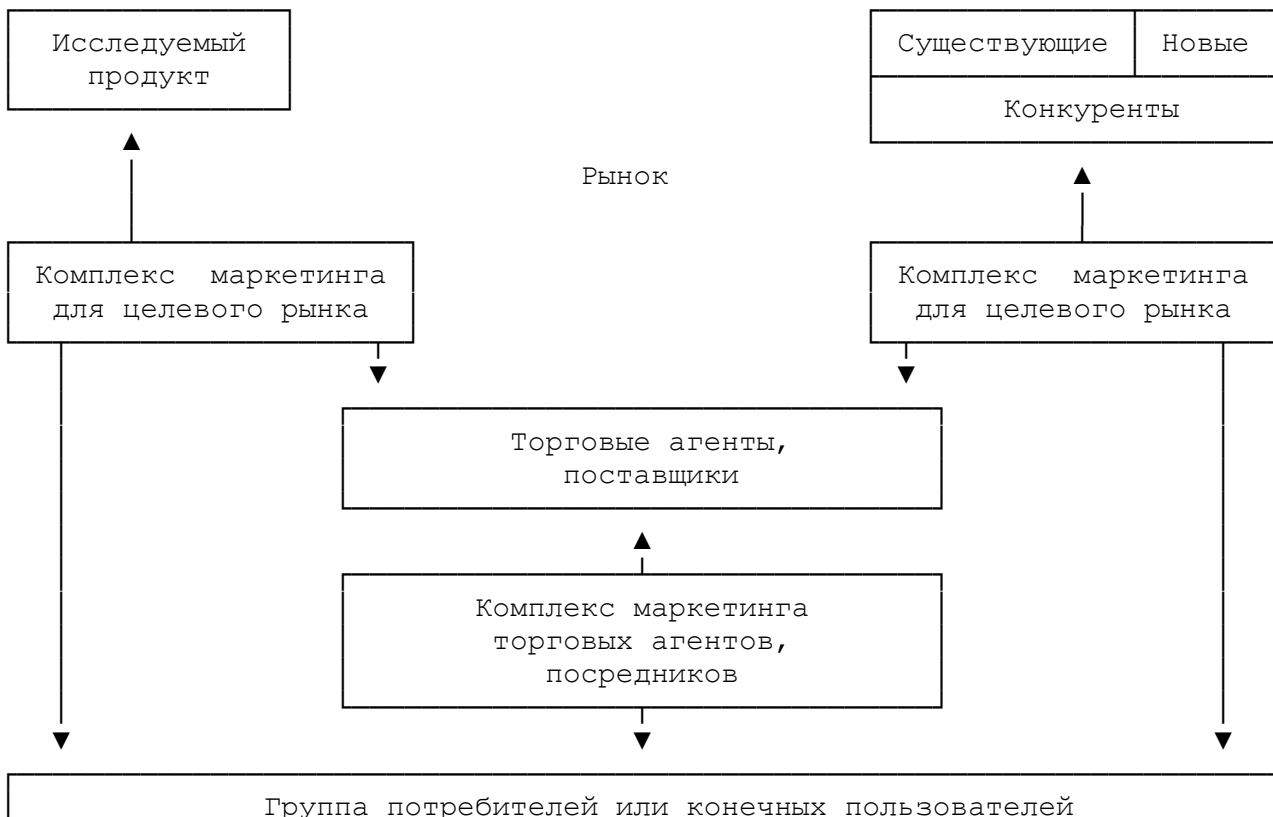 Исследуемый
продукт
Существующие
Новые
Конкуренты
Рынок
Комплекс маркетинга
для целевого рынка
Комплекс маркетинга
для целевого рынка
Торговые агенты,
поставщики
Комплекс маркетинга
торговых агентов,
посредников
Группа потребителей или конечных пользователей